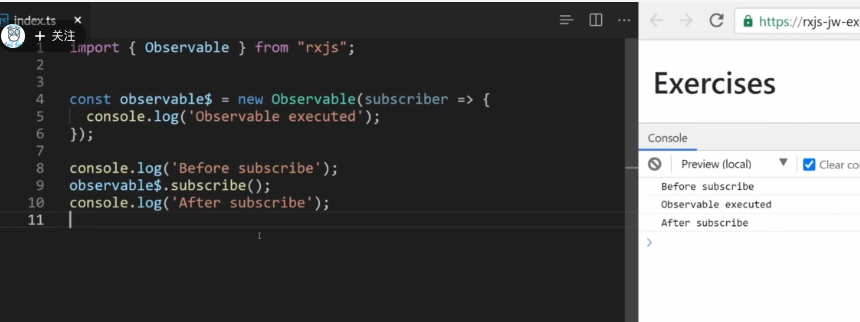 index.ts ×
+ 关注
1 import { Observable } from "rxjs";
2
3
4 const observable$ = new Observable(subscriber => {
5 console.log('Observable executed');
6 });
7
8 console.log('Before subscribe');
9 observable$.subscribe();
10 console.log('After subscribe');
11
https://rxjs-jw-ex
Exercises
Console
Preview (local) ▼ Clear co
Before subscribe
Observable executed
After subscribe